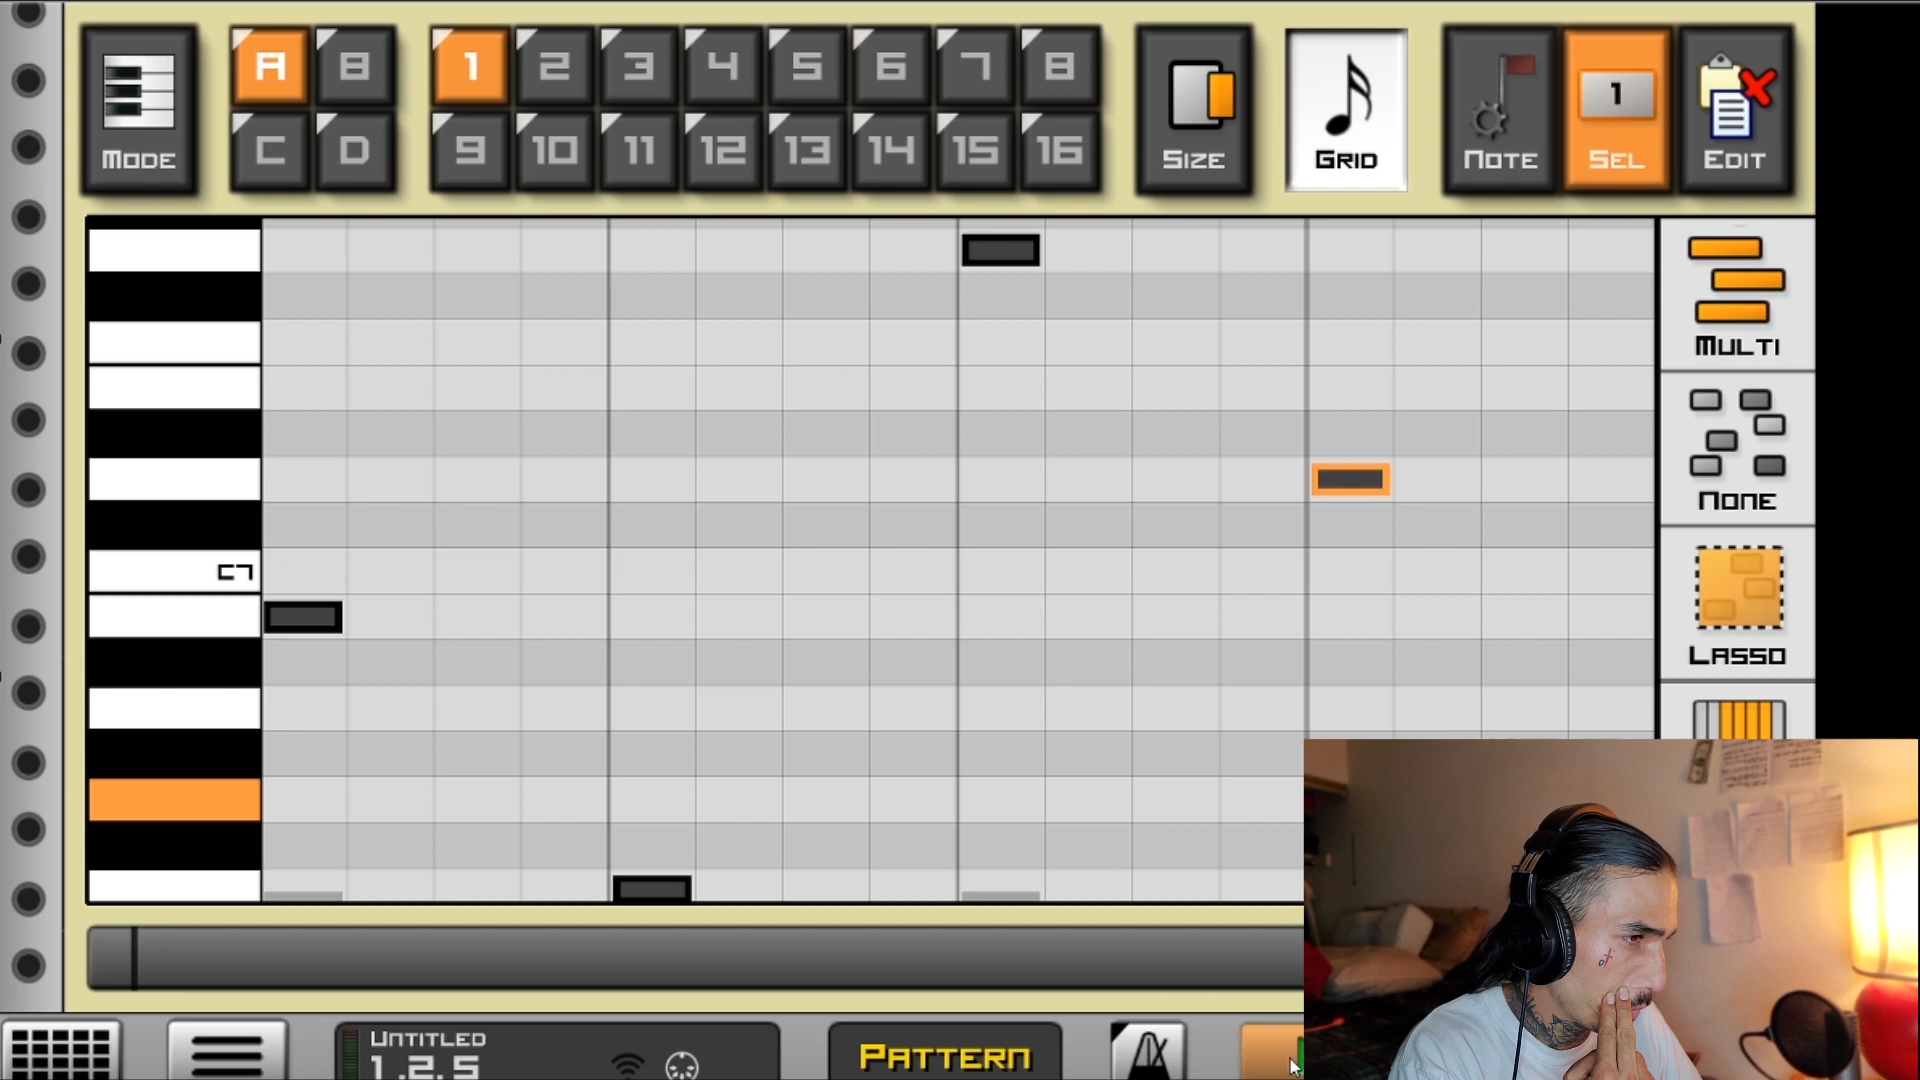 MODE
A B
C D
1 2 3 4 5 6 7 8
9 10 11 12 13 14 15 16
SIZE
GRID
NOTE
1
SEL
EDIT
MULTI
NONE
C7
LASSO
UNTITLED
1.2.5
PATTERN